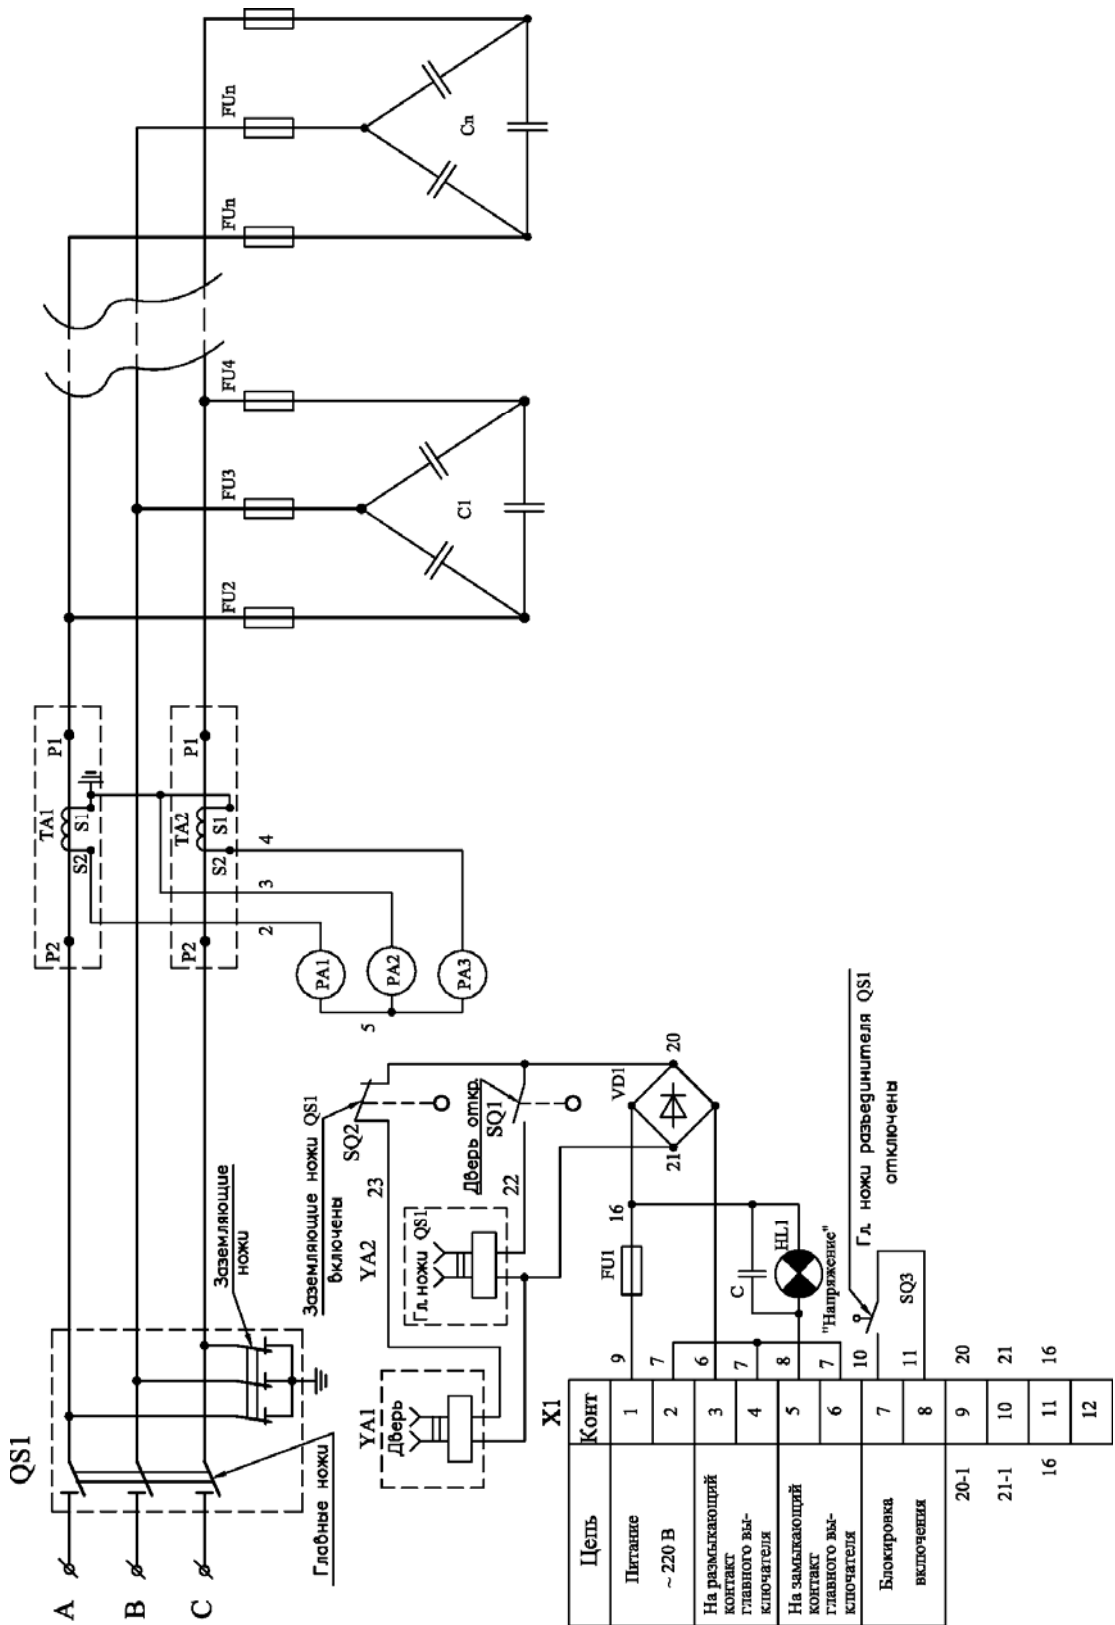 QS1
A
B
C
Главные ножи
Заземляющие
ножи
P2
TA1
S2
S1
P1
P2
TA2
S2
S1
P1
2
3
4
5
PA1
PA2
PA3
FU2
FU3
FU4
C1
FUn
FUn
Cn
Заземляющие ножи QS1
включены
SQ2
23
YA2
Гл. ножи QS1
YA1
Дверь
Дверь откр.
SQ1
22
VD1
20
21
16
FU1
C
HL1
"Напряжение"
Гл. ножи разъединителя QS1
отключены
SQ3
9
7
6
7
8
7
10
11
20
21
16
X1
Цепь
Конт
Питание
~ 220 В
1
2
На размыкающий
контакт
главного вы-
ключателя
3
4
На замыкающий
контакт
главного вы-
ключателя
5
6
Блокировка
включения
7
8
20-1
9
21-1
10
16
11
12